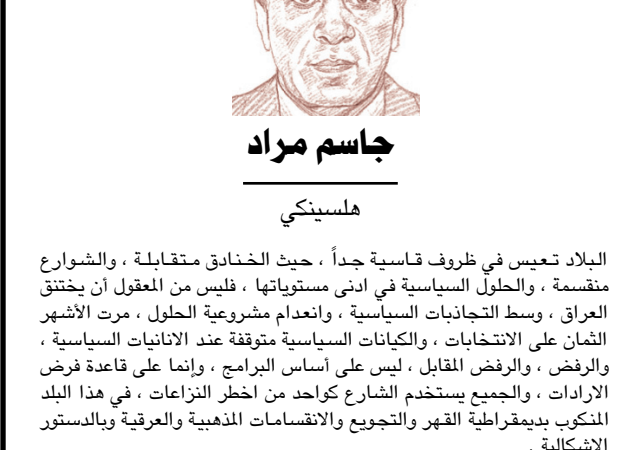 جاسم مراد
هلسينكي
البلاد تعيس في ظروف قاسية جداً ، حيث الخنادق متقابلة ، والشوارع
منقسمة ، والحلول السياسية في ادنى مستوياتها ، فليس من المعقول أن يختنق
العراق ، وسط التجاذبات السياسية ، وانعدام مشروعية الحلول ، مرت الأشهر
الثمان على الانتخابات ، والكيانات السياسية متوقفة عند الانانيات السياسية ،
والرفض ، والرفض المقابل ، ليس على أساس البرامج ، وإنما على قاعدة فرض
الارادات ، والجميع يستخدم الشارع كواحد من اخطر النزاعات ، في هذا البلد
المنكوب بديمقراطية القهر والتجويع والانقسامات المذهبية والعرقية وبالدستور
الاشكالية .